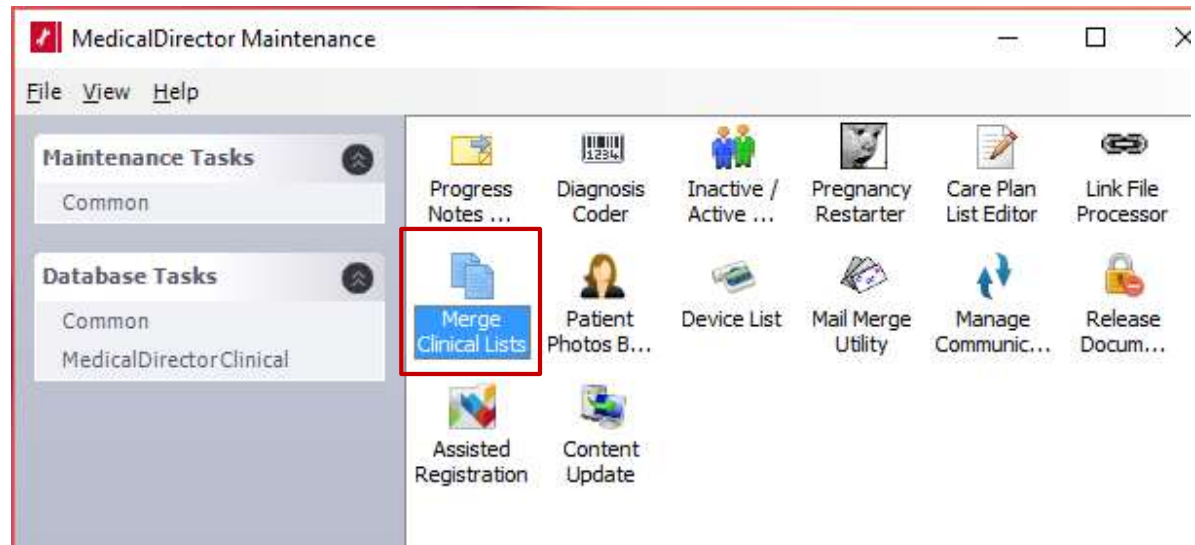 MedicalDirector Maintenance
File View Help
Maintenance Tasks
Common
Database Tasks
Common
MedicalDirectorClinical
1234
Progress
Notes ...
Diagnosis
Coder
Inactive /
Active ...
Pregnancy
Restarter
Care Plan
List Editor
Link File
Processor
Merge
Clinical Lists
Patient
Photos B...
Device List
Mail Merge
Utility
Manage
Communic...
Release
Docum...
Assisted
Registration
Content
Update